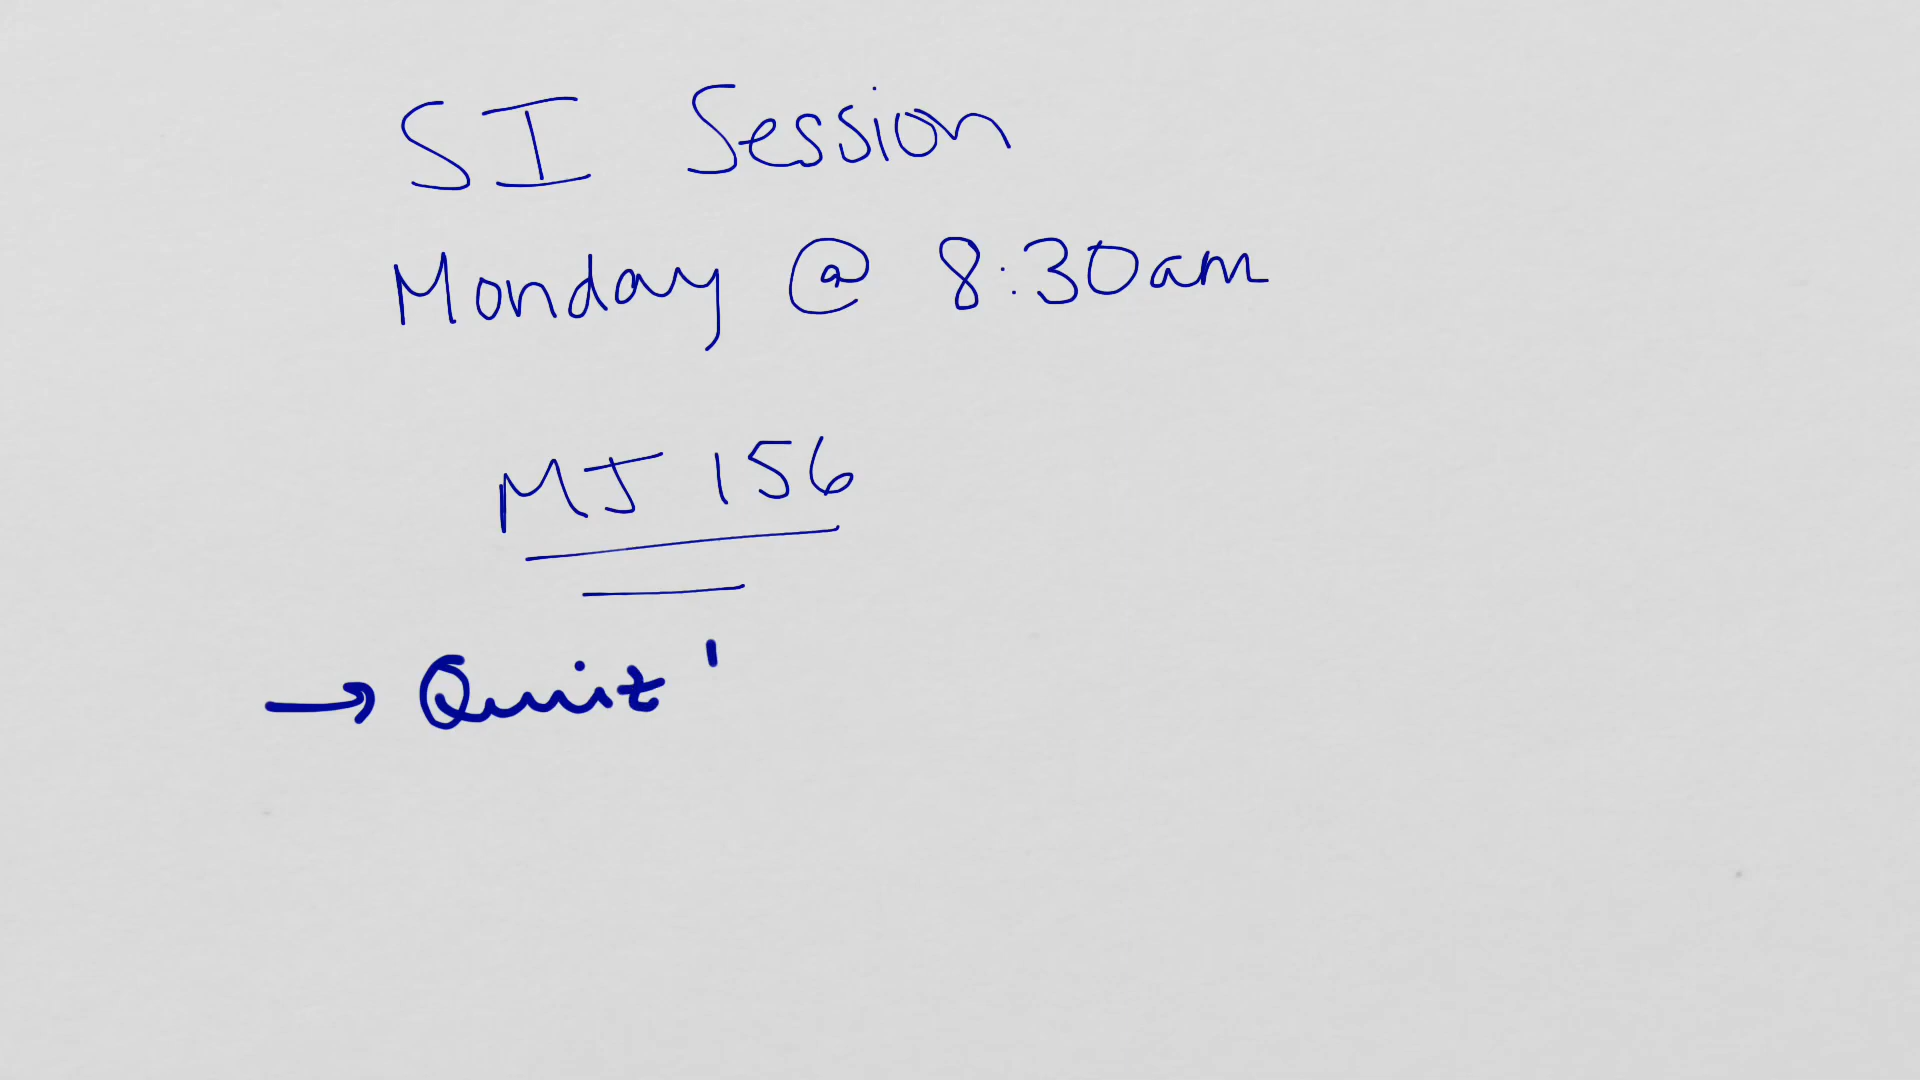 SI Session
Monday @ 8:30am
MJ 156
→ Quiz '